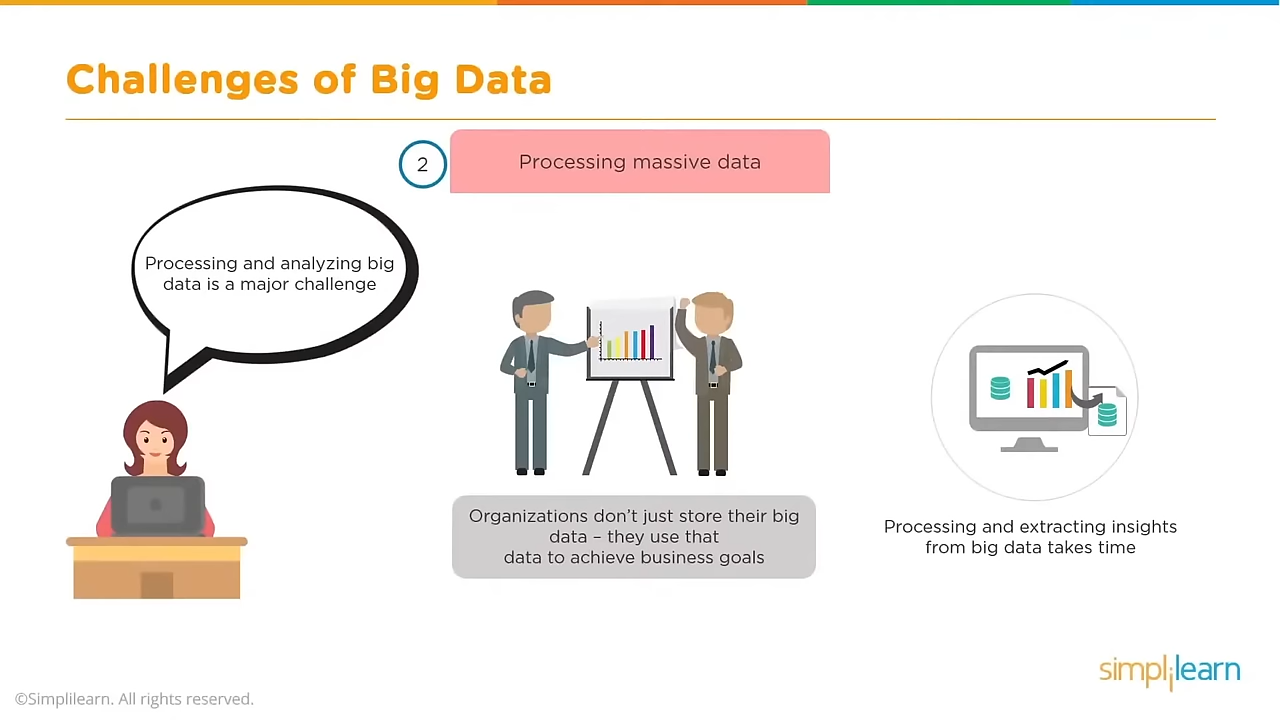 Challenges of Big Data
2
Processing massive data
Processing and analyzing big
data is a major challenge
Organizations don't just store their big
data – they use that
data to achieve business goals
Processing and extracting insights
from big data takes time
simplilearn
©Simplilearn. All rights reserved.